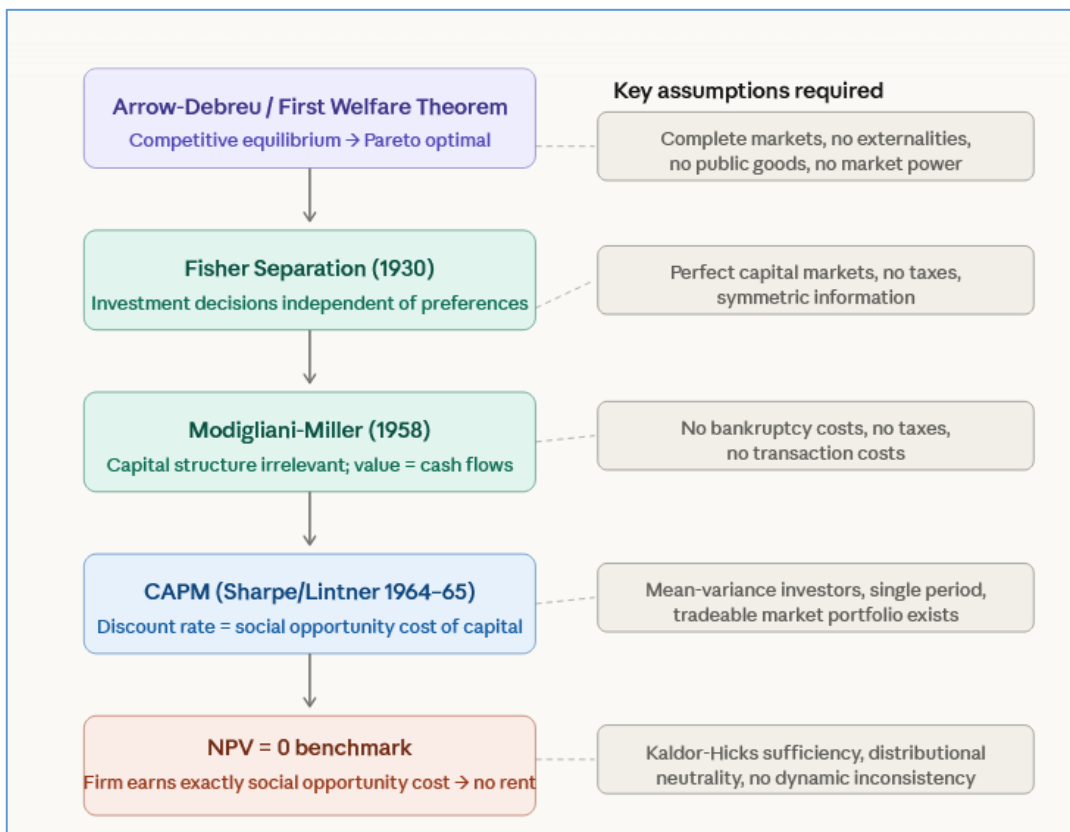 Arrow-Debreu / First Welfare Theorem
Competitive equilibrium → Pareto optimal
Key assumptions required
Complete markets, no externalities,
no public goods, no market power
Fisher Separation (1930)
Investment decisions independent of preferences
Perfect capital markets, no taxes,
symmetric information
Modigliani-Miller (1958)
Capital structure irrelevant; value = cash flows
No bankruptcy costs, no taxes,
no transaction costs
CAPM (Sharpe/Lintner 1964–65)
Discount rate = social opportunity cost of capital
Mean-variance investors, single period,
tradeable market portfolio exists
NPV = 0 benchmark
Firm earns exactly social opportunity cost → no rent
Kaldor-Hicks sufficiency, distributional
neutrality, no dynamic inconsistency